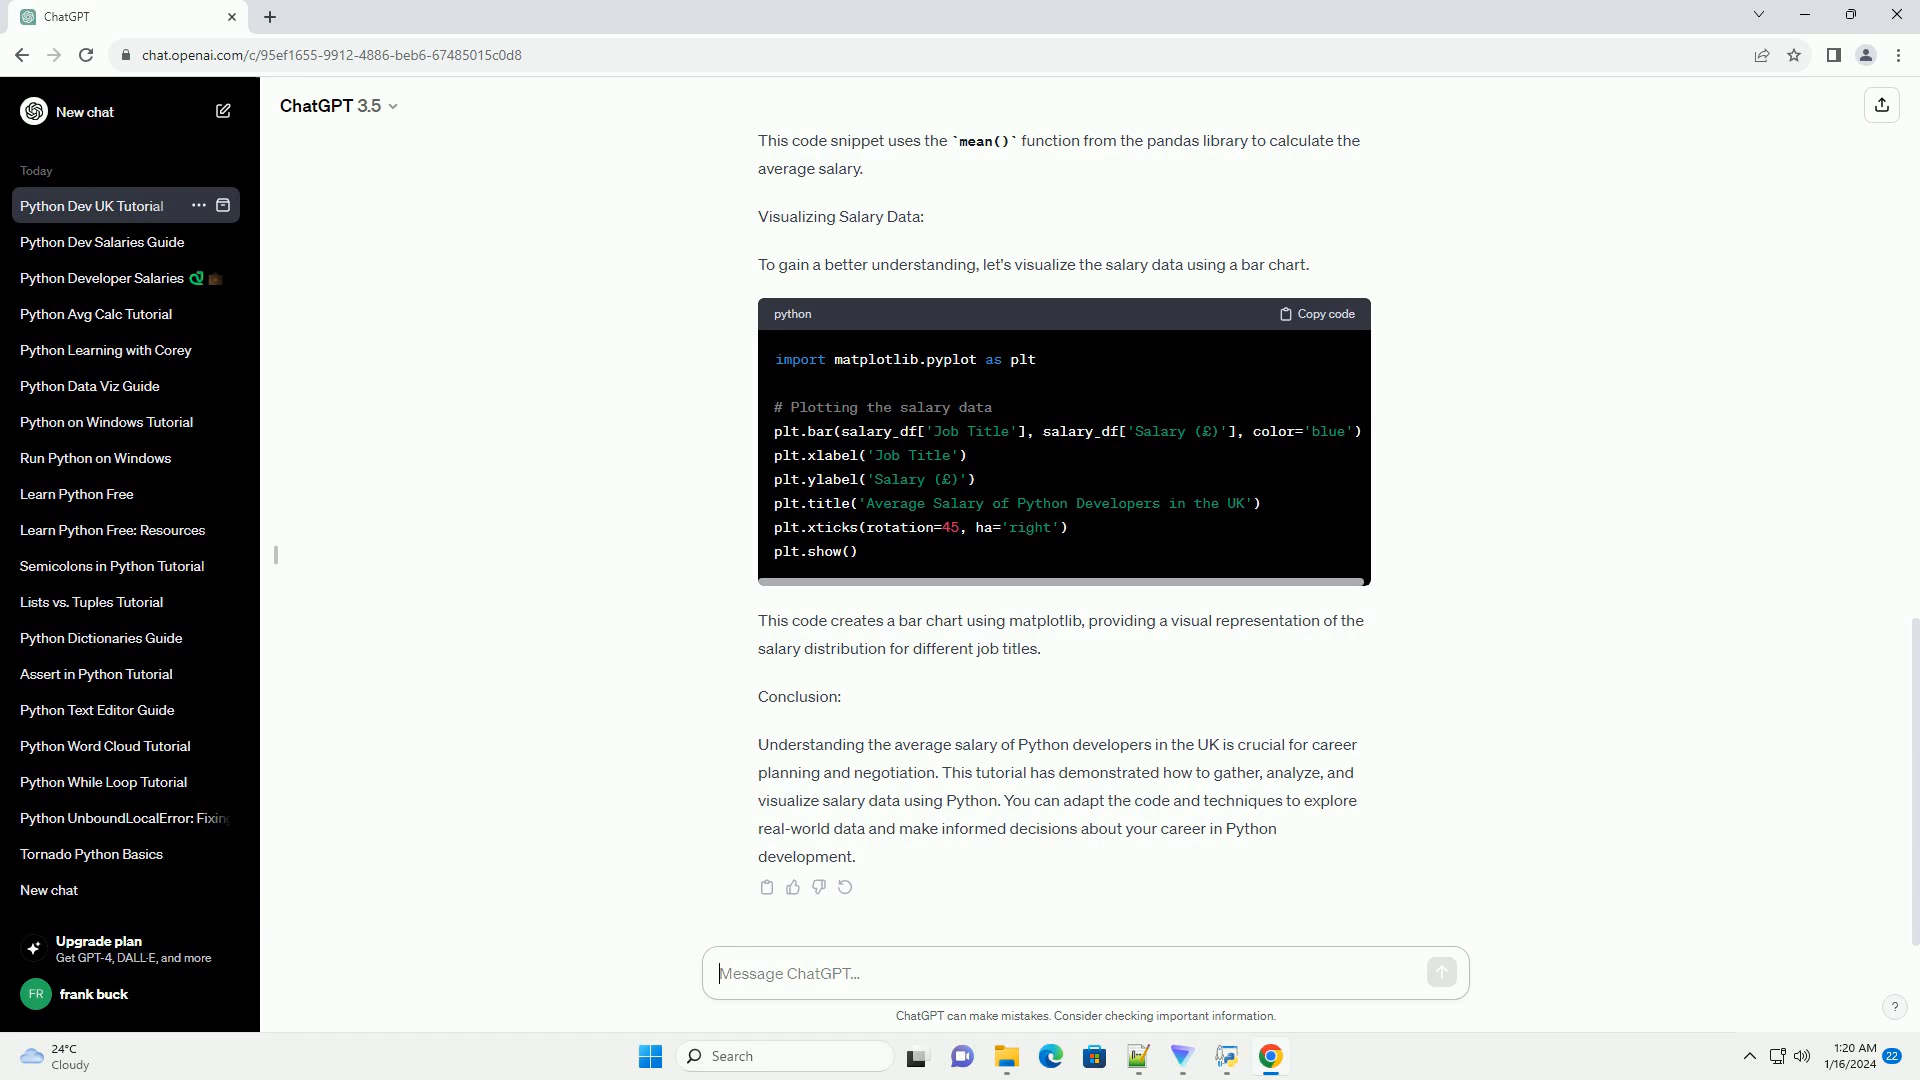 ChatGPT
chat.openai.com/c/95ef1655-9912-4886-beb6-67485015c0d8
New chat
Today
Python Dev UK Tutorial
Python Dev Salaries Guide
Python Developer Salaries
Python Avg Calc Tutorial
Python Learning with Corey
Python Data Viz Guide
Python on Windows Tutorial
Run Python on Windows
Learn Python Free
Learn Python Free: Resources
Semicolons in Python Tutorial
Lists vs. Tuples Tutorial
Python Dictionaries Guide
Assert in Python Tutorial
Python Text Editor Guide
Python Word Cloud Tutorial
Python While Loop Tutorial
Python UnboundLocalError: Fixing
Tornado Python Basics
New chat
Upgrade plan
Get GPT-4, DALL·E, and more
FR
frank buck
ChatGPT 3.5
This code snippet uses the `mean()` function from the pandas library to calculate the
average salary.
Visualizing Salary Data:
To gain a better understanding, let's visualize the salary data using a bar chart.
python
Copy code
import matplotlib.pyplot as plt
# Plotting the salary data
plt.bar(salary_df['Job Title'], salary_df['Salary (£)'], color='blue')
plt.xlabel('Job Title')
plt.ylabel('Salary (£)')
plt.title('Average Salary of Python Developers in the UK')
plt.xticks(rotation=45, ha='right')
plt.show()
This code creates a bar chart using matplotlib, providing a visual representation of the
salary distribution for different job titles.
Conclusion:
Understanding the average salary of Python developers in the UK is crucial for career
planning and negotiation. This tutorial has demonstrated how to gather, analyze, and
visualize salary data using Python. You can adapt the code and techniques to explore
real-world data and make informed decisions about your career in Python
development.
Message ChatGPT...
ChatGPT can make mistakes. Consider checking important information.
?
24°C
Cloudy
Search
1:20 AM
1/16/2024
22